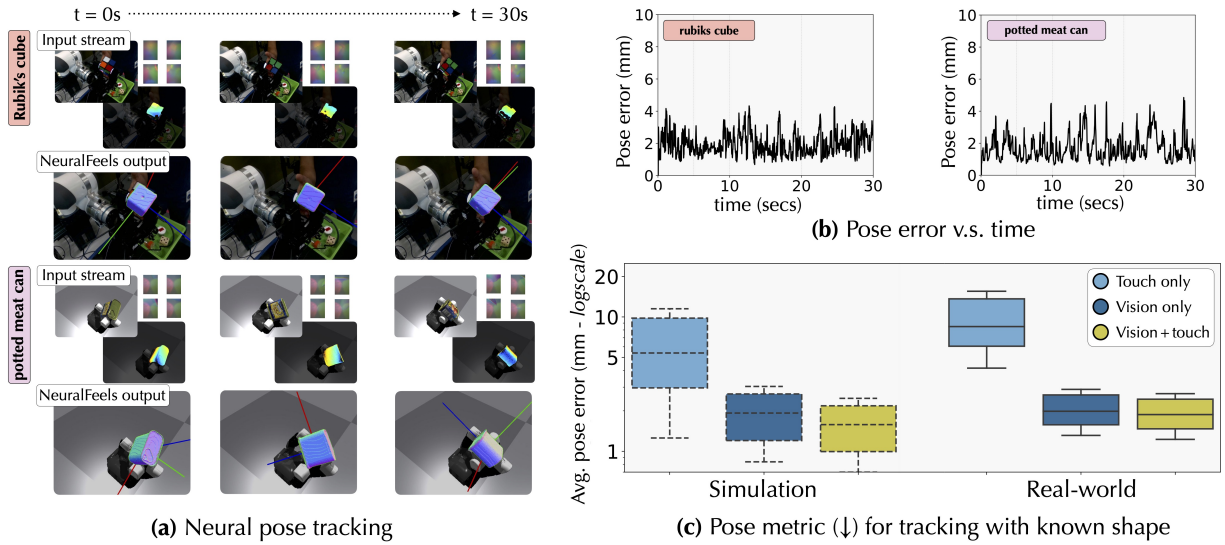 t = 0s
t = 30s
Rubik's cube
Input stream
NeuralFeels output
potted meat can
Input stream
NeuralFeels output
(a) Neural pose tracking
Pose error (mm)
10
8
6
4
2
0
rubiks cube
0 10 20 30
time (secs)
Pose error (mm)
10
8
6
4
2
0
potted meat can
0 10 20 30
time (secs)
(b) Pose error v.s. time
Avg. pose error (mm - logscale)
20
10
5
1
Touch only
Vision only
Vision + touch
Simulation
Real-world
(c) Pose metric (↓) for tracking with known shape